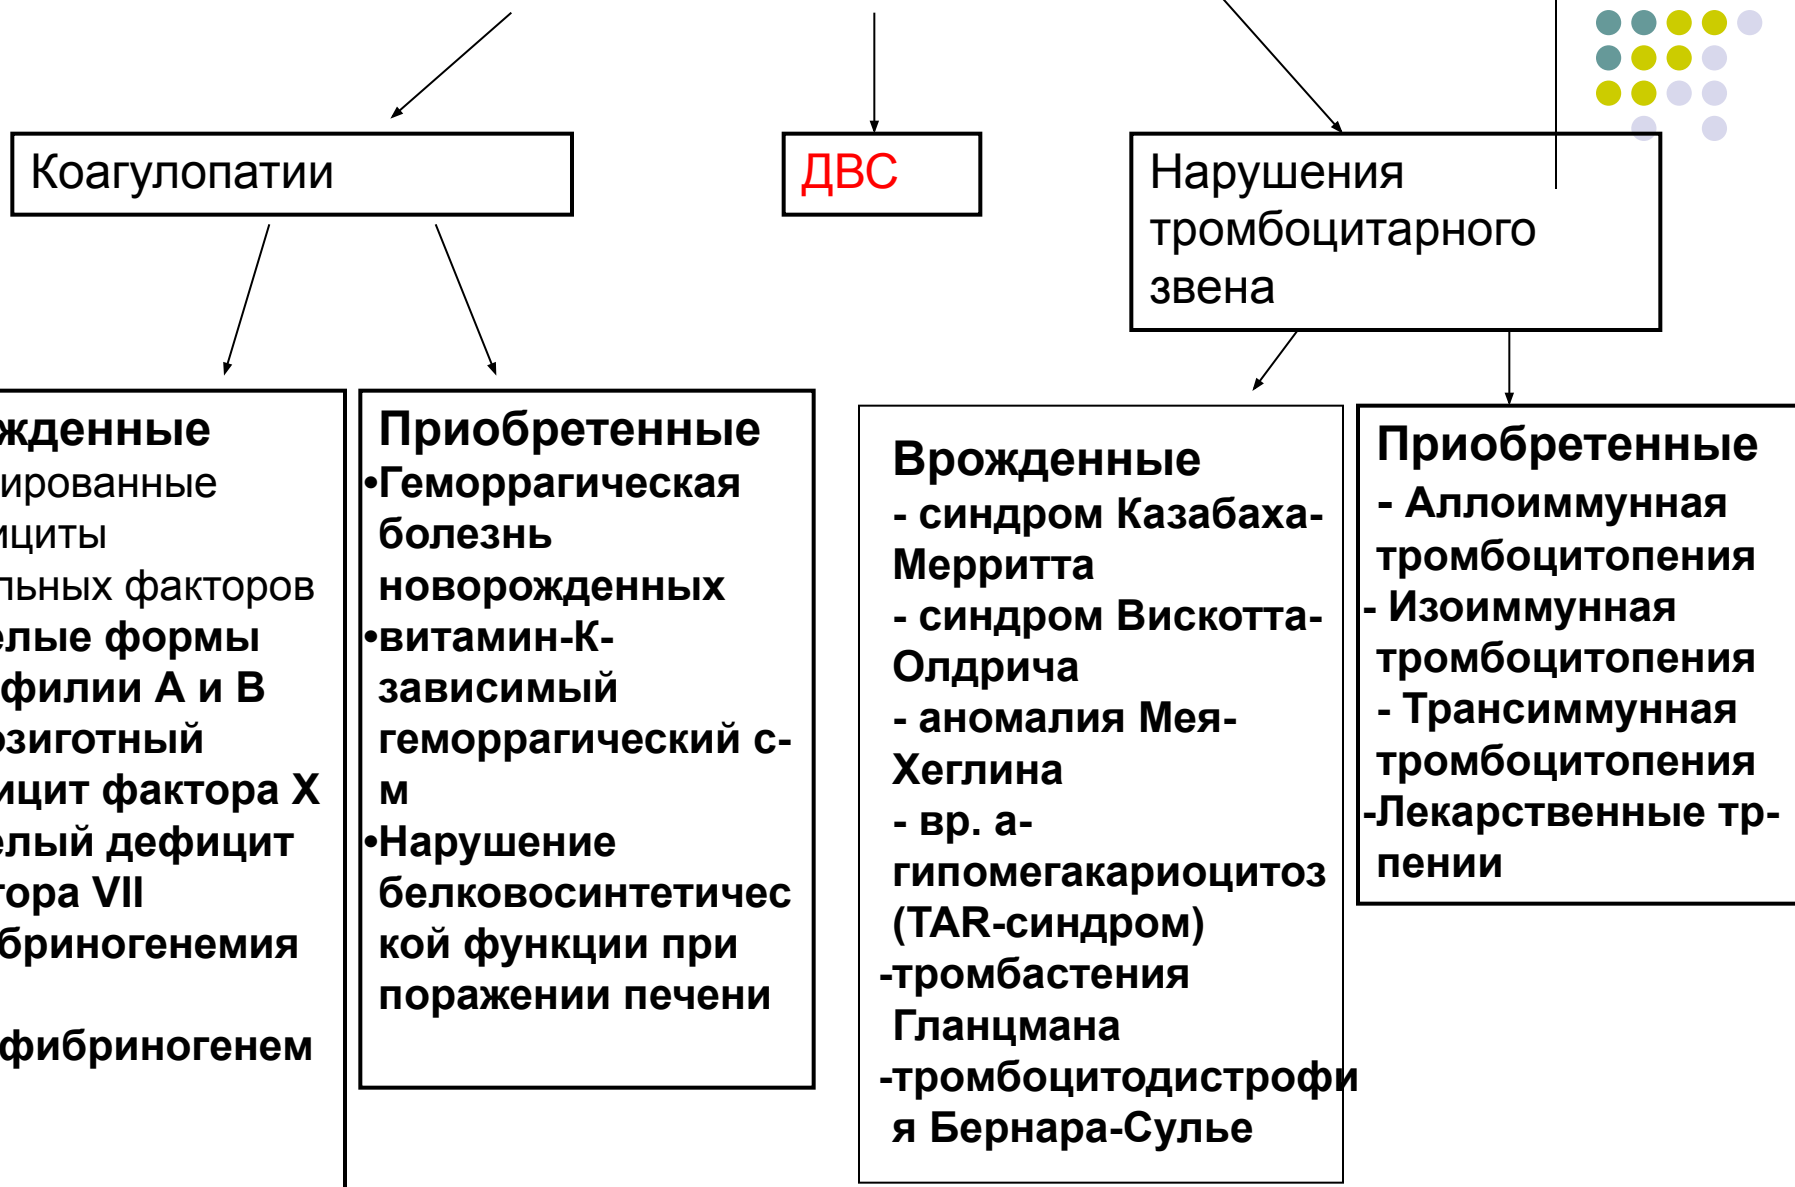 Коагулопатии
ДВС
Нарушения
тромбоцитарного
звена
жденные
ированные
ициты
льных факторов
елые формы
филии А и В
озиготный
ицит фактора X
елый дефицит
тора VII
бриногенемия
фибриногенем
Приобретенные
•Геморрагическая
болезнь
новорожденных
•витамин-К-
зависимый
геморрагический с-
м
•Нарушение
белковосинтетичес
кой функции при
поражении печени
Врожденные
- синдром Казабаха-
Мерритта
- синдром Вискотта-
Олдрича
- аномалия Мея-
Хеглина
- вр. а-
гипомегакариоцитоз
(TAR-синдром)
-тромбастения
Гланцмана
-тромбоцитодистрофи
я Бернара-Сулье
Приобретенные
- Аллоиммунная
тромбоцитопения
- Изоиммунная
тромбоцитопения
- Трансиммунная
тромбоцитопения
-Лекарственные тр-
пении